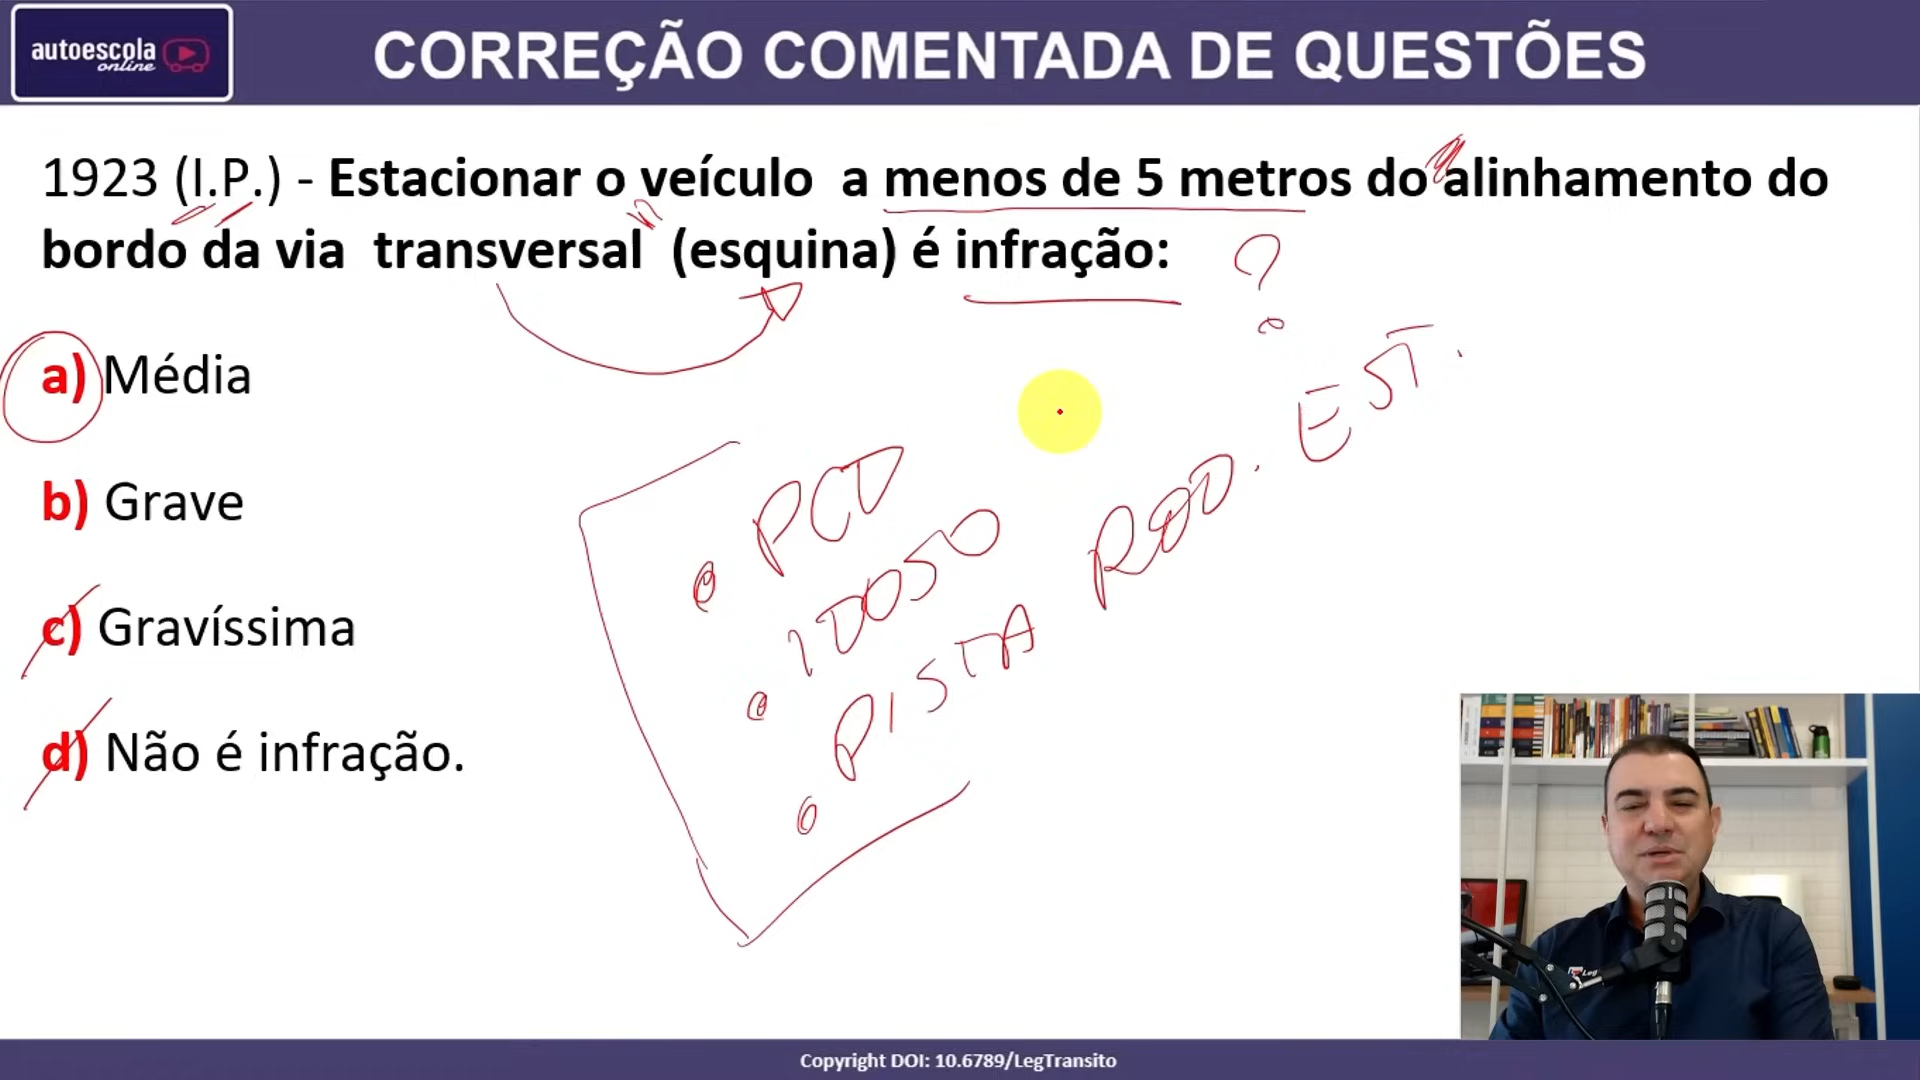 autoescola
online
CORREÇÃO COMENTADA DE QUESTÕES
1923 (I.P.) - Estacionar o veículo a menos de 5 metros do alinhamento do
bordo da via transversal (esquina) é infração:
?
a) Média
b) Grave
c) Gravíssima
d) Não é infração.
PCD
IDOSO
PISTA ROD. EST.
Leg
Copyright DOI: 10.6789/LegTransito